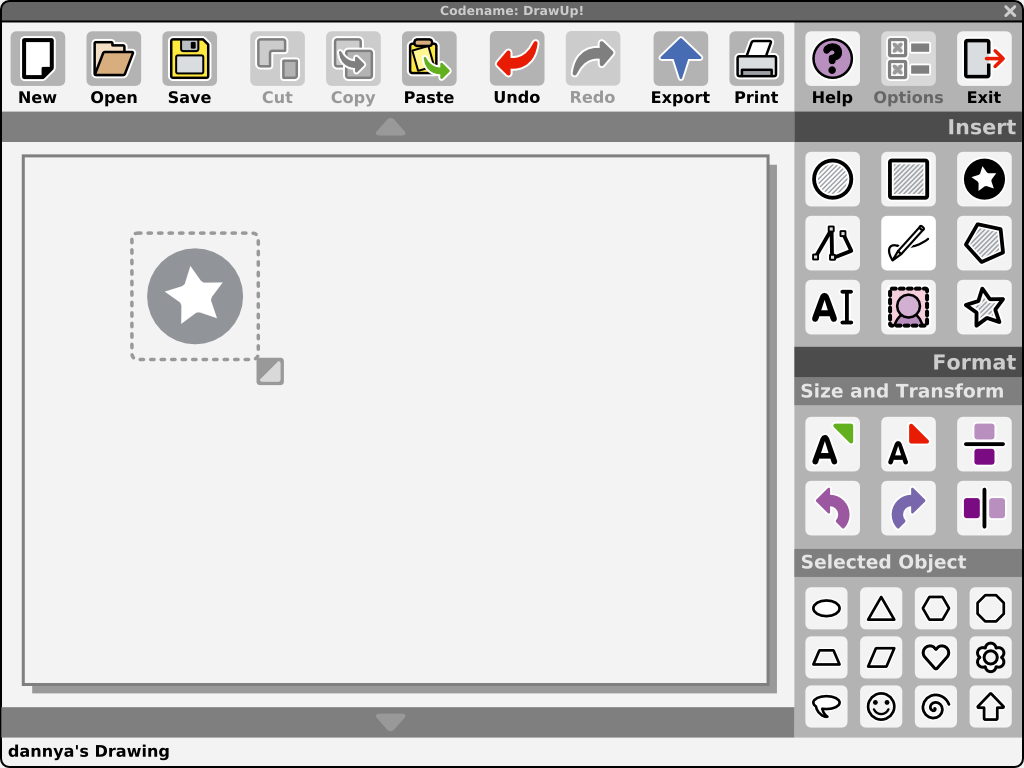 Codename: DrawUp!
New Open Save Cut Copy Paste Undo Redo Export Print Help Options Exit
Insert
A
Format
Size and Transform
A A
Selected Object
dannya's Drawing